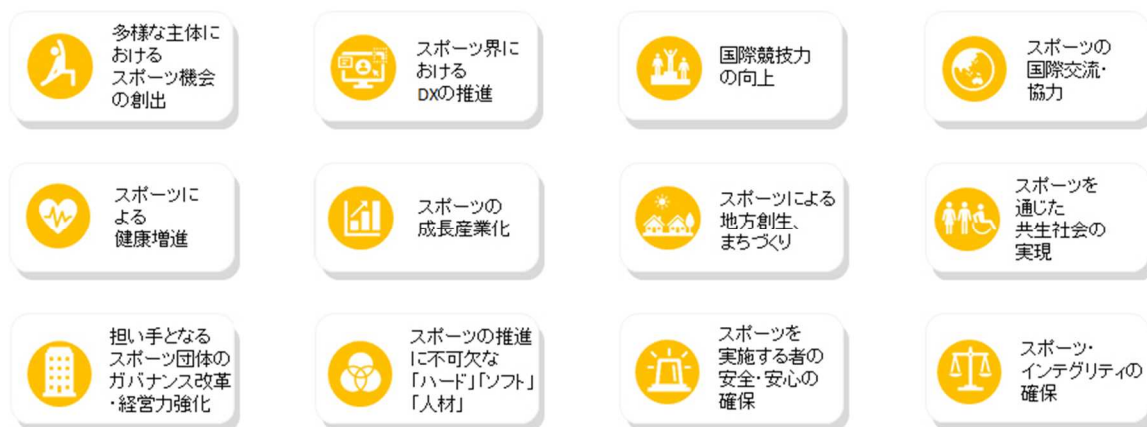 多様な主体に
おける
スポーツ機会
の創出
スポーツ界に
おける
DXの推進
国際競技力
の向上
スポーツの
国際交流・
協力
スポーツに
よる
健康増進
スポーツの
成長産業化
スポーツによる
地方創生、
まちづくり
スポーツを
通じた
共生社会の
実現
担い手となる
スポーツ団体の
ガバナンス改革
・経営力強化
スポーツの推進
に不可欠な
「ハード」「ソフト」
「人材」
スポーツを
実施する者の
安全・安心の
確保
スポーツ・
インテグリティの
確保